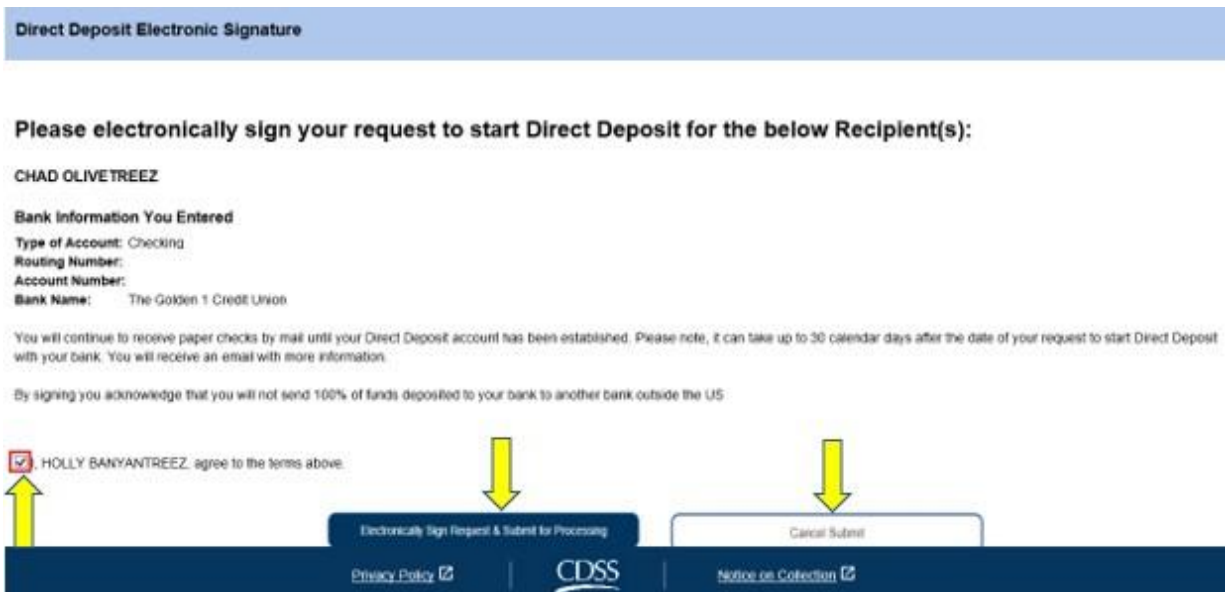 Direct Deposit Electronic Signature
Please electronically sign your request to start Direct Deposit for the below Recipient(s):
CHAD OLIVETREEZ
Bank Information You Entered
Type of Account: Checking
Routing Number:
Account Number:
Bank Name: The Golden 1 Credit Union
You will continue to receive paper checks by mail until your Direct Deposit account has been established. Please note, it can take up to 30 calendar days after the date of your request to start Direct Deposit
with your bank. You will receive an email with more information.
By signing you acknowledge that you will not send 100% of funds deposited to your bank to another bank outside the US
, HOLLY BANYANTREEZ, agree to the terms above.
Electronically Sign Request & Submit for Processing
Cancel Submit
Privacy Policy
CDSS
Notice on Collection